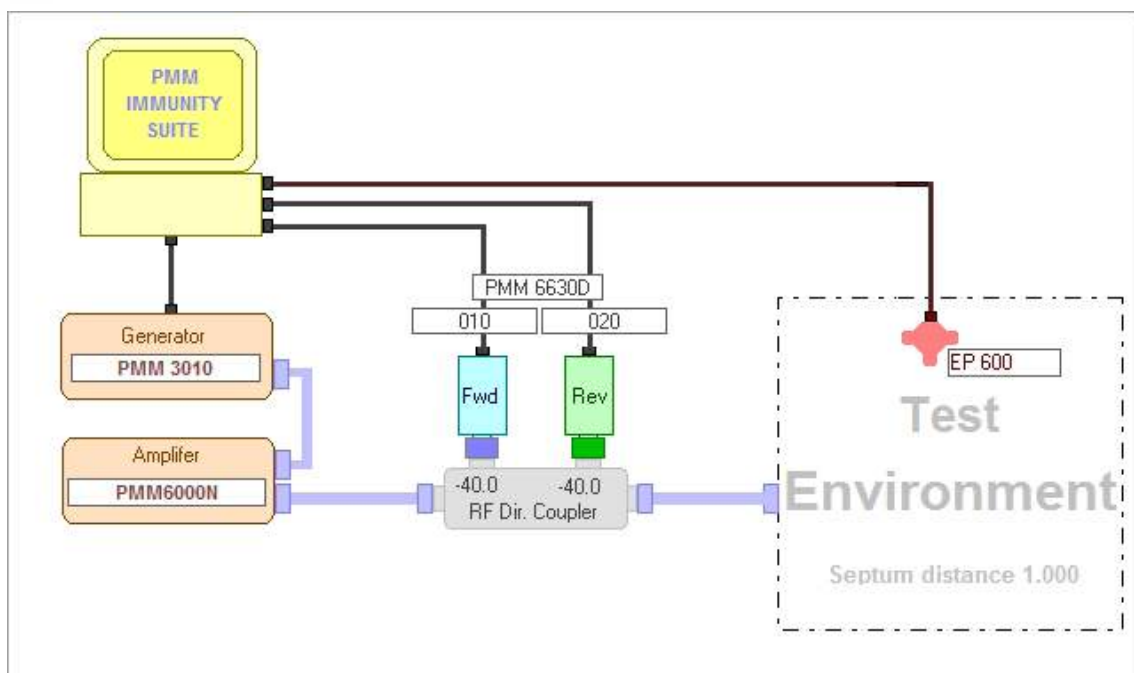 PMM
IMMUNITY
SUITE
PMM 6630D
010 020
Generator
PMM 3010
Fwd Rev
EP 600
Test
Amplifer
PMM6000N
-40.0 -40.0
RF Dir. Coupler
Environment
Septum distance 1.000